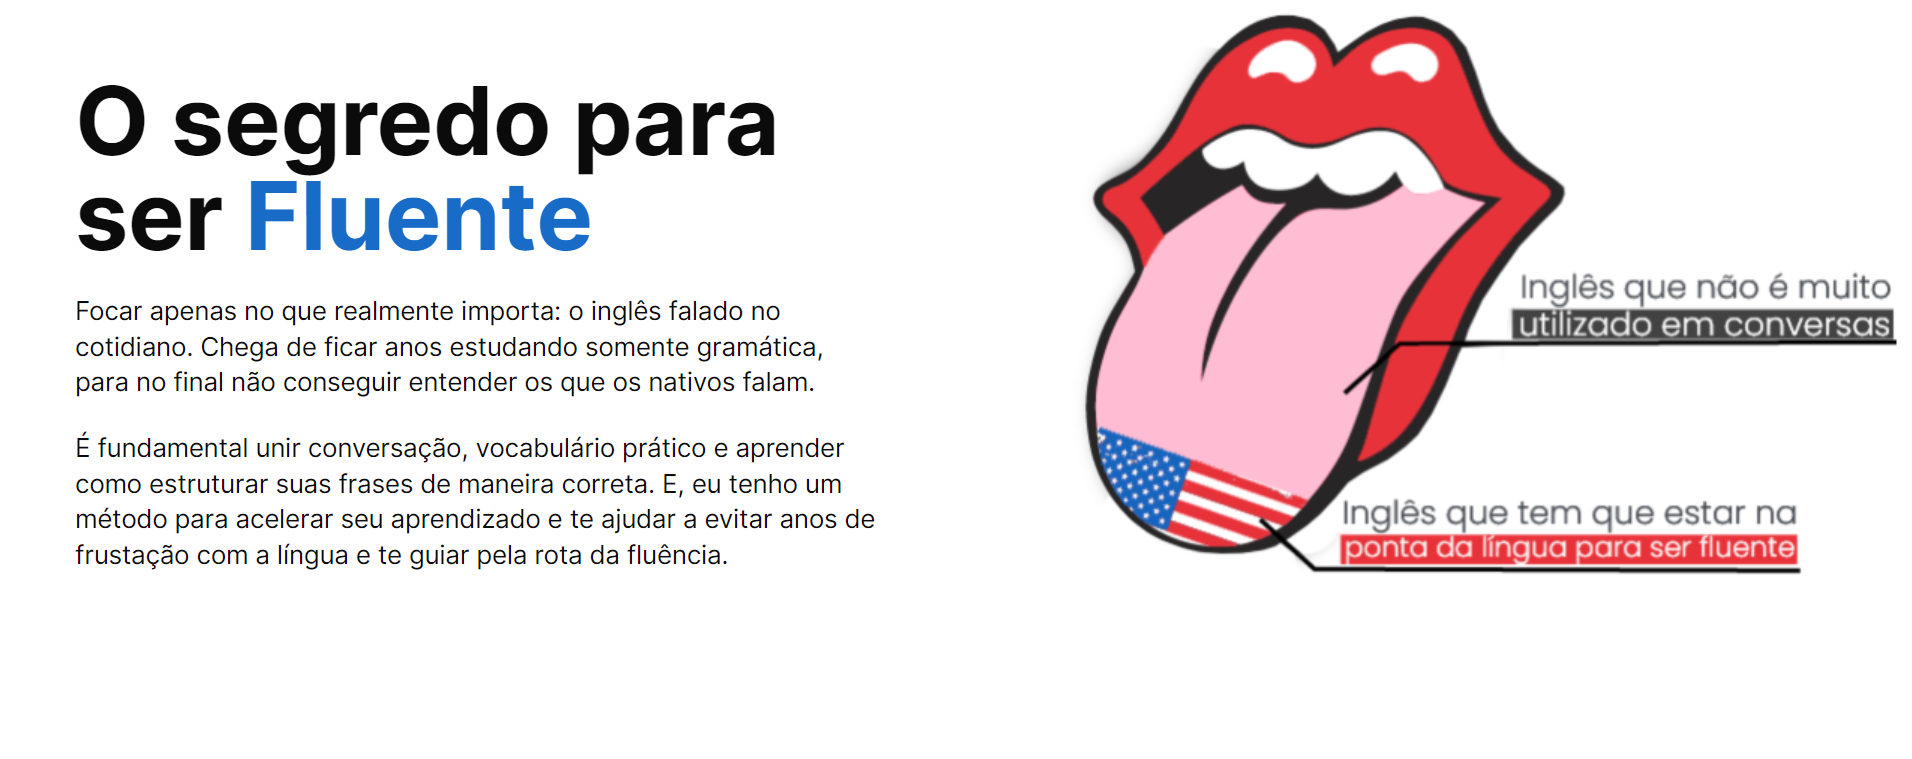 O segredo para
ser Fluente
Focar apenas no que realmente importa: o inglês falado no
cotidiano. Chega de ficar anos estudando somente gramática,
para no final não conseguir entender os que os nativos falam.
É fundamental unir conversação, vocabulário prático e aprender
como estruturar suas frases de maneira correta. E, eu tenho um
método para acelerar seu aprendizado e te ajudar a evitar anos de
frustação com a língua e te guiar pela rota da fluência.
Inglês que não é muito
utilizado em conversas
Inglês que tem que estar na
ponta da língua para ser fluente